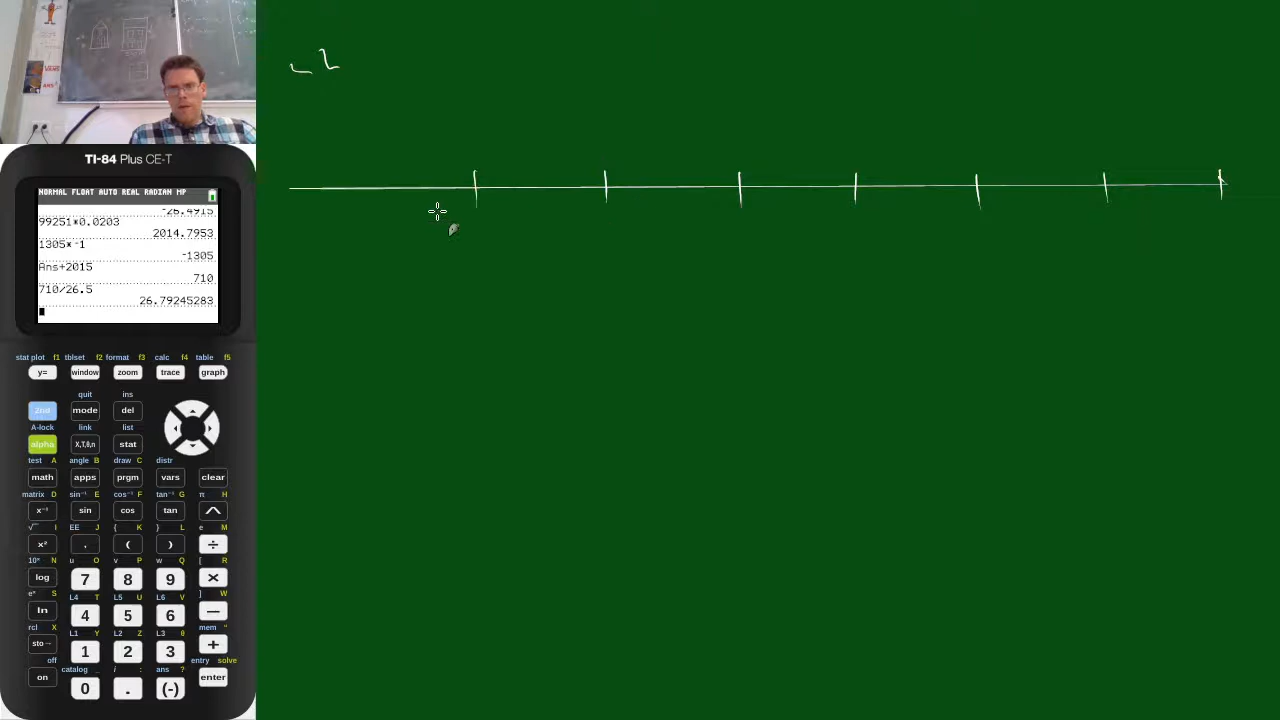 TI-84 Plus CE-T
NORMAL FLOAT AUTO REAL RADIAN MP
-26.4915
99251*0.0203
2014.7953
1305*-1
-1305
Ans+2015
710
710/26.5
26.79245283
stat plot f1 tblset f2 format f3 calc f4 table f5
y= window zoom trace graph
quit ins
2nd mode del
A-lock link list
alpha X,T,θ,n stat
test A angle B draw C distr
math apps prgm vars clear
matrix D sin⁻¹ E cos⁻¹ F tan⁻¹ G π H
x⁻¹ sin cos tan ^
√ I EE J { K } L e M
x² , ( ) ÷
10ˣ N u O v P w Q [ R
log 7 8 9 ×
eˣ S L4 T L5 U L6 V ] W
ln 4 5 6 —
rcl X L1 Y L2 Z L3 θ mem "
sto→ 1 2 3 +
off catalog _ i : ans ? entry solve
on 0 . (-) enter